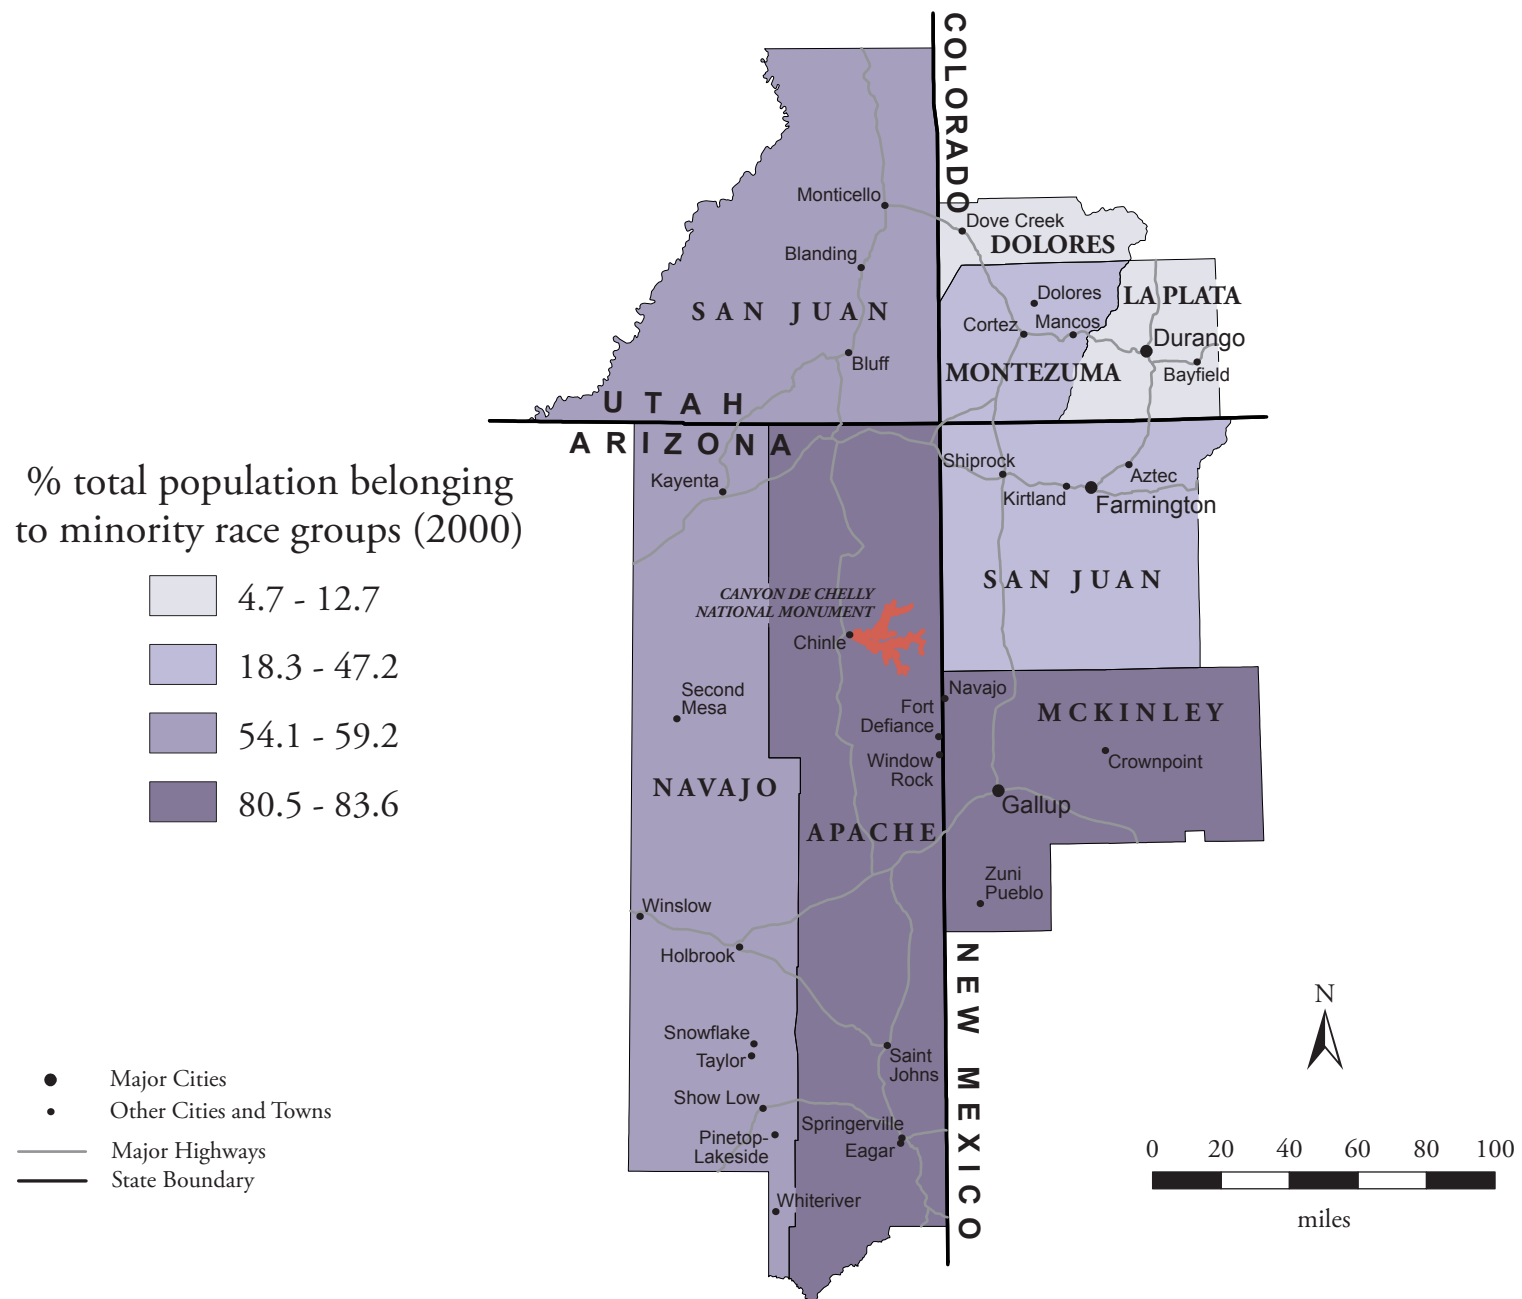 COLORADO
Monticello
Dove Creek
DOLORES
Blanding
SAN JUAN
Dolores
LA PLATA
Cortez
Mancos
Durango
Bluff
MONTEZUMA
Bayfield
UTAH
ARIZONA
% total population belonging
to minority race groups (2000)
4.7 - 12.7
18.3 - 47.2
54.1 - 59.2
80.5 - 83.6
Kayenta
Shiprock
Aztec
Kirtland
Farmington
SAN JUAN
CANYON DE CHELLY
NATIONAL MONUMENT
Chinle
Second
Mesa
Navajo
Fort
Defiance
MCKINLEY
Window
Rock
Crownpoint
NAVAJO
Gallup
APACHE
Zuni
Pueblo
Winslow
Holbrook
NEW MEXICO
Snowflake
Taylor
Saint
Johns
Show Low
Springerville
Pinetop-
Lakeside
Eagar
Whiteriver
Major Cities
Other Cities and Towns
Major Highways
State Boundary
N
0 20 40 60 80 100
miles